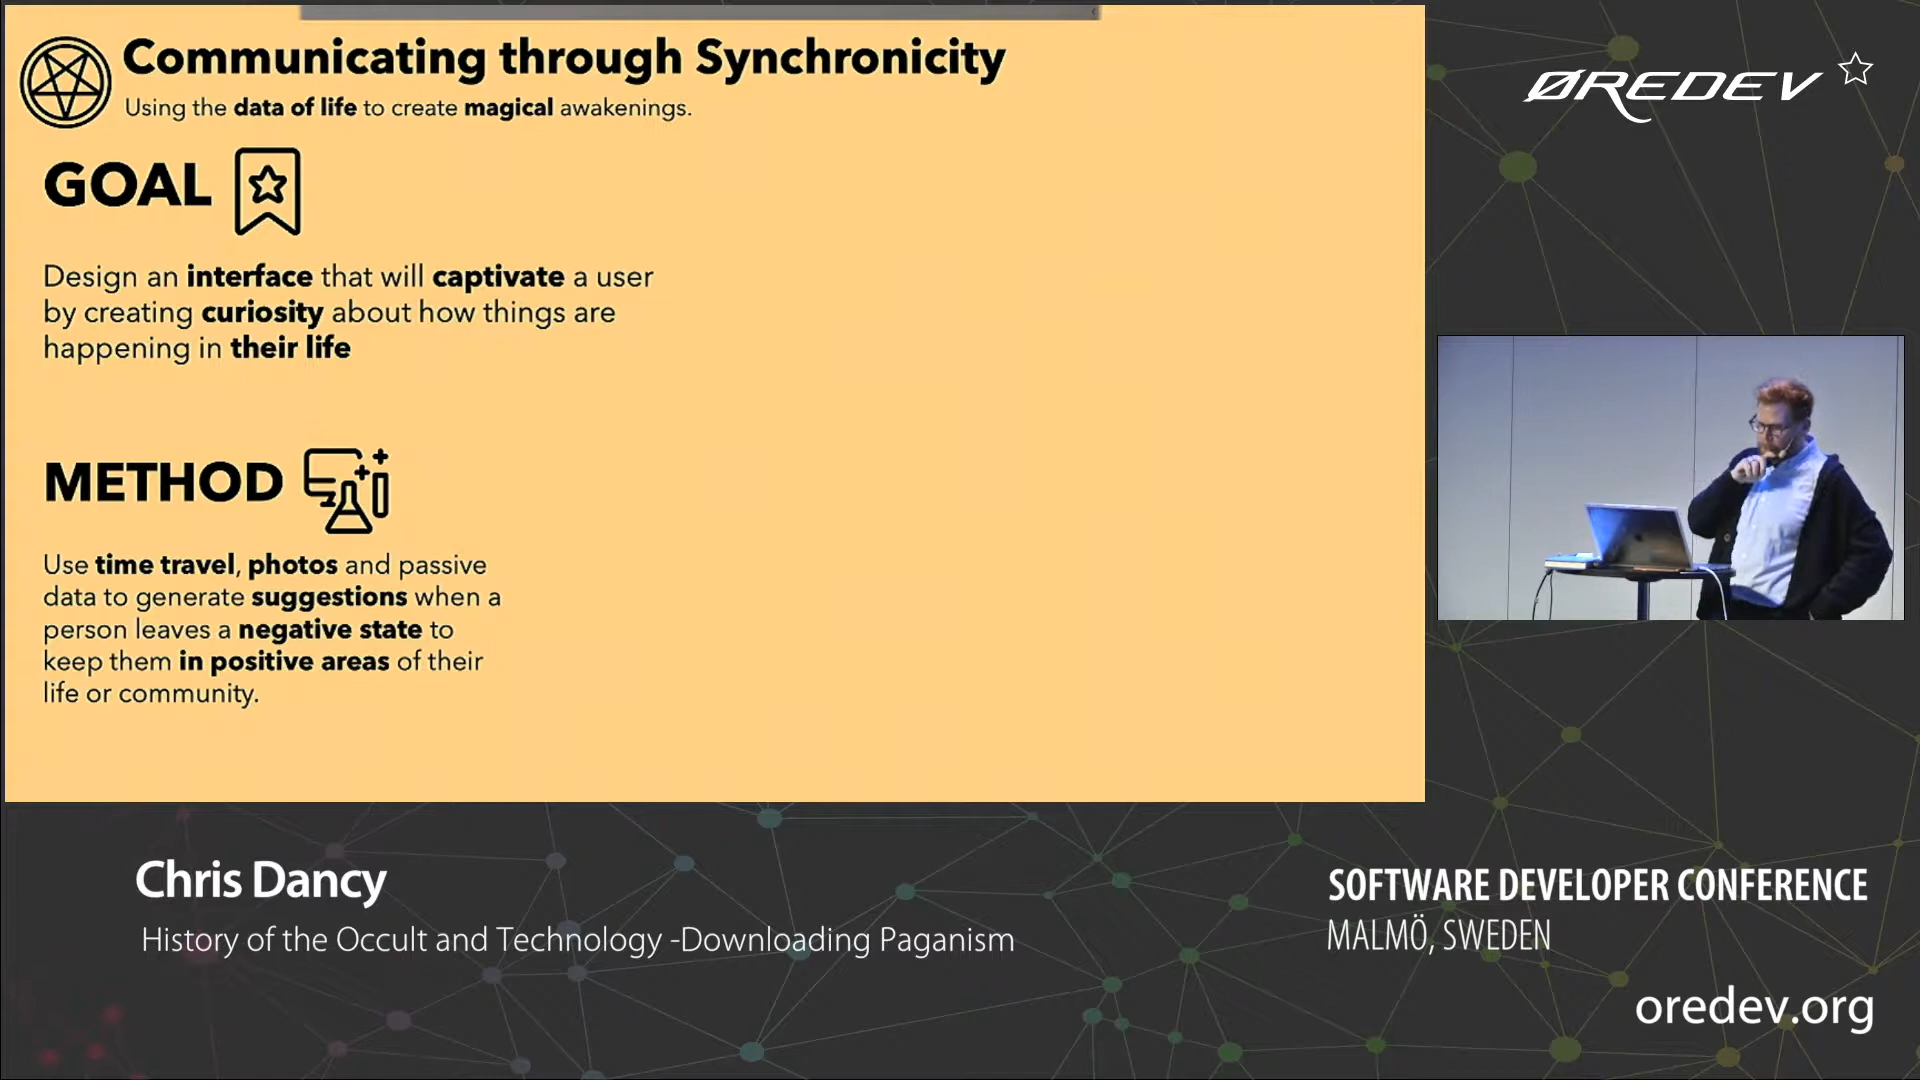 Communicating through Synchronicity
Using the data of life to create magical awakenings.
GOAL
Design an interface that will captivate a user
by creating curiosity about how things are
happening in their life
METHOD
Use time travel, photos and passive
data to generate suggestions when a
person leaves a negative state to
keep them in positive areas of their
life or community.
ØREDEV
Chris Dancy
History of the Occult and Technology -Downloading Paganism
SOFTWARE DEVELOPER CONFERENCE
MALMÖ, SWEDEN
oredev.org